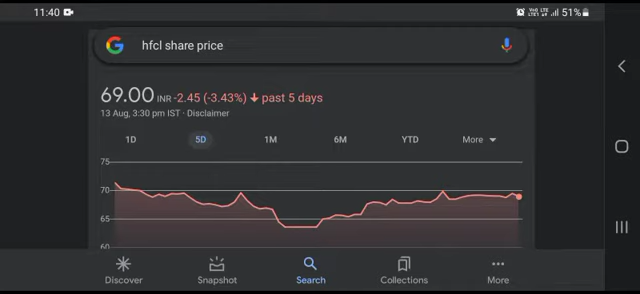 11:40
51%
hfcl share price
69.00 INR -2.45 (-3.43%) ↓ past 5 days
13 Aug, 3:30 pm IST · Disclaimer
1D 5D 1M 6M YTD More
75
70
65
60
Discover Snapshot Search Collections More